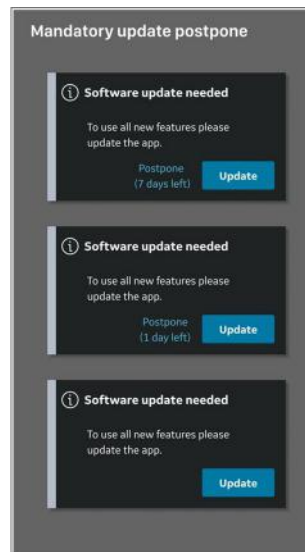 Mandatory update postpone
Software update needed
To use all new features please
update the app.
Postpone
(7 days left)
Update
Software update needed
To use all new features please
update the app.
Postpone
(1 day left)
Update
Software update needed
To use all new features please
update the app.
Update